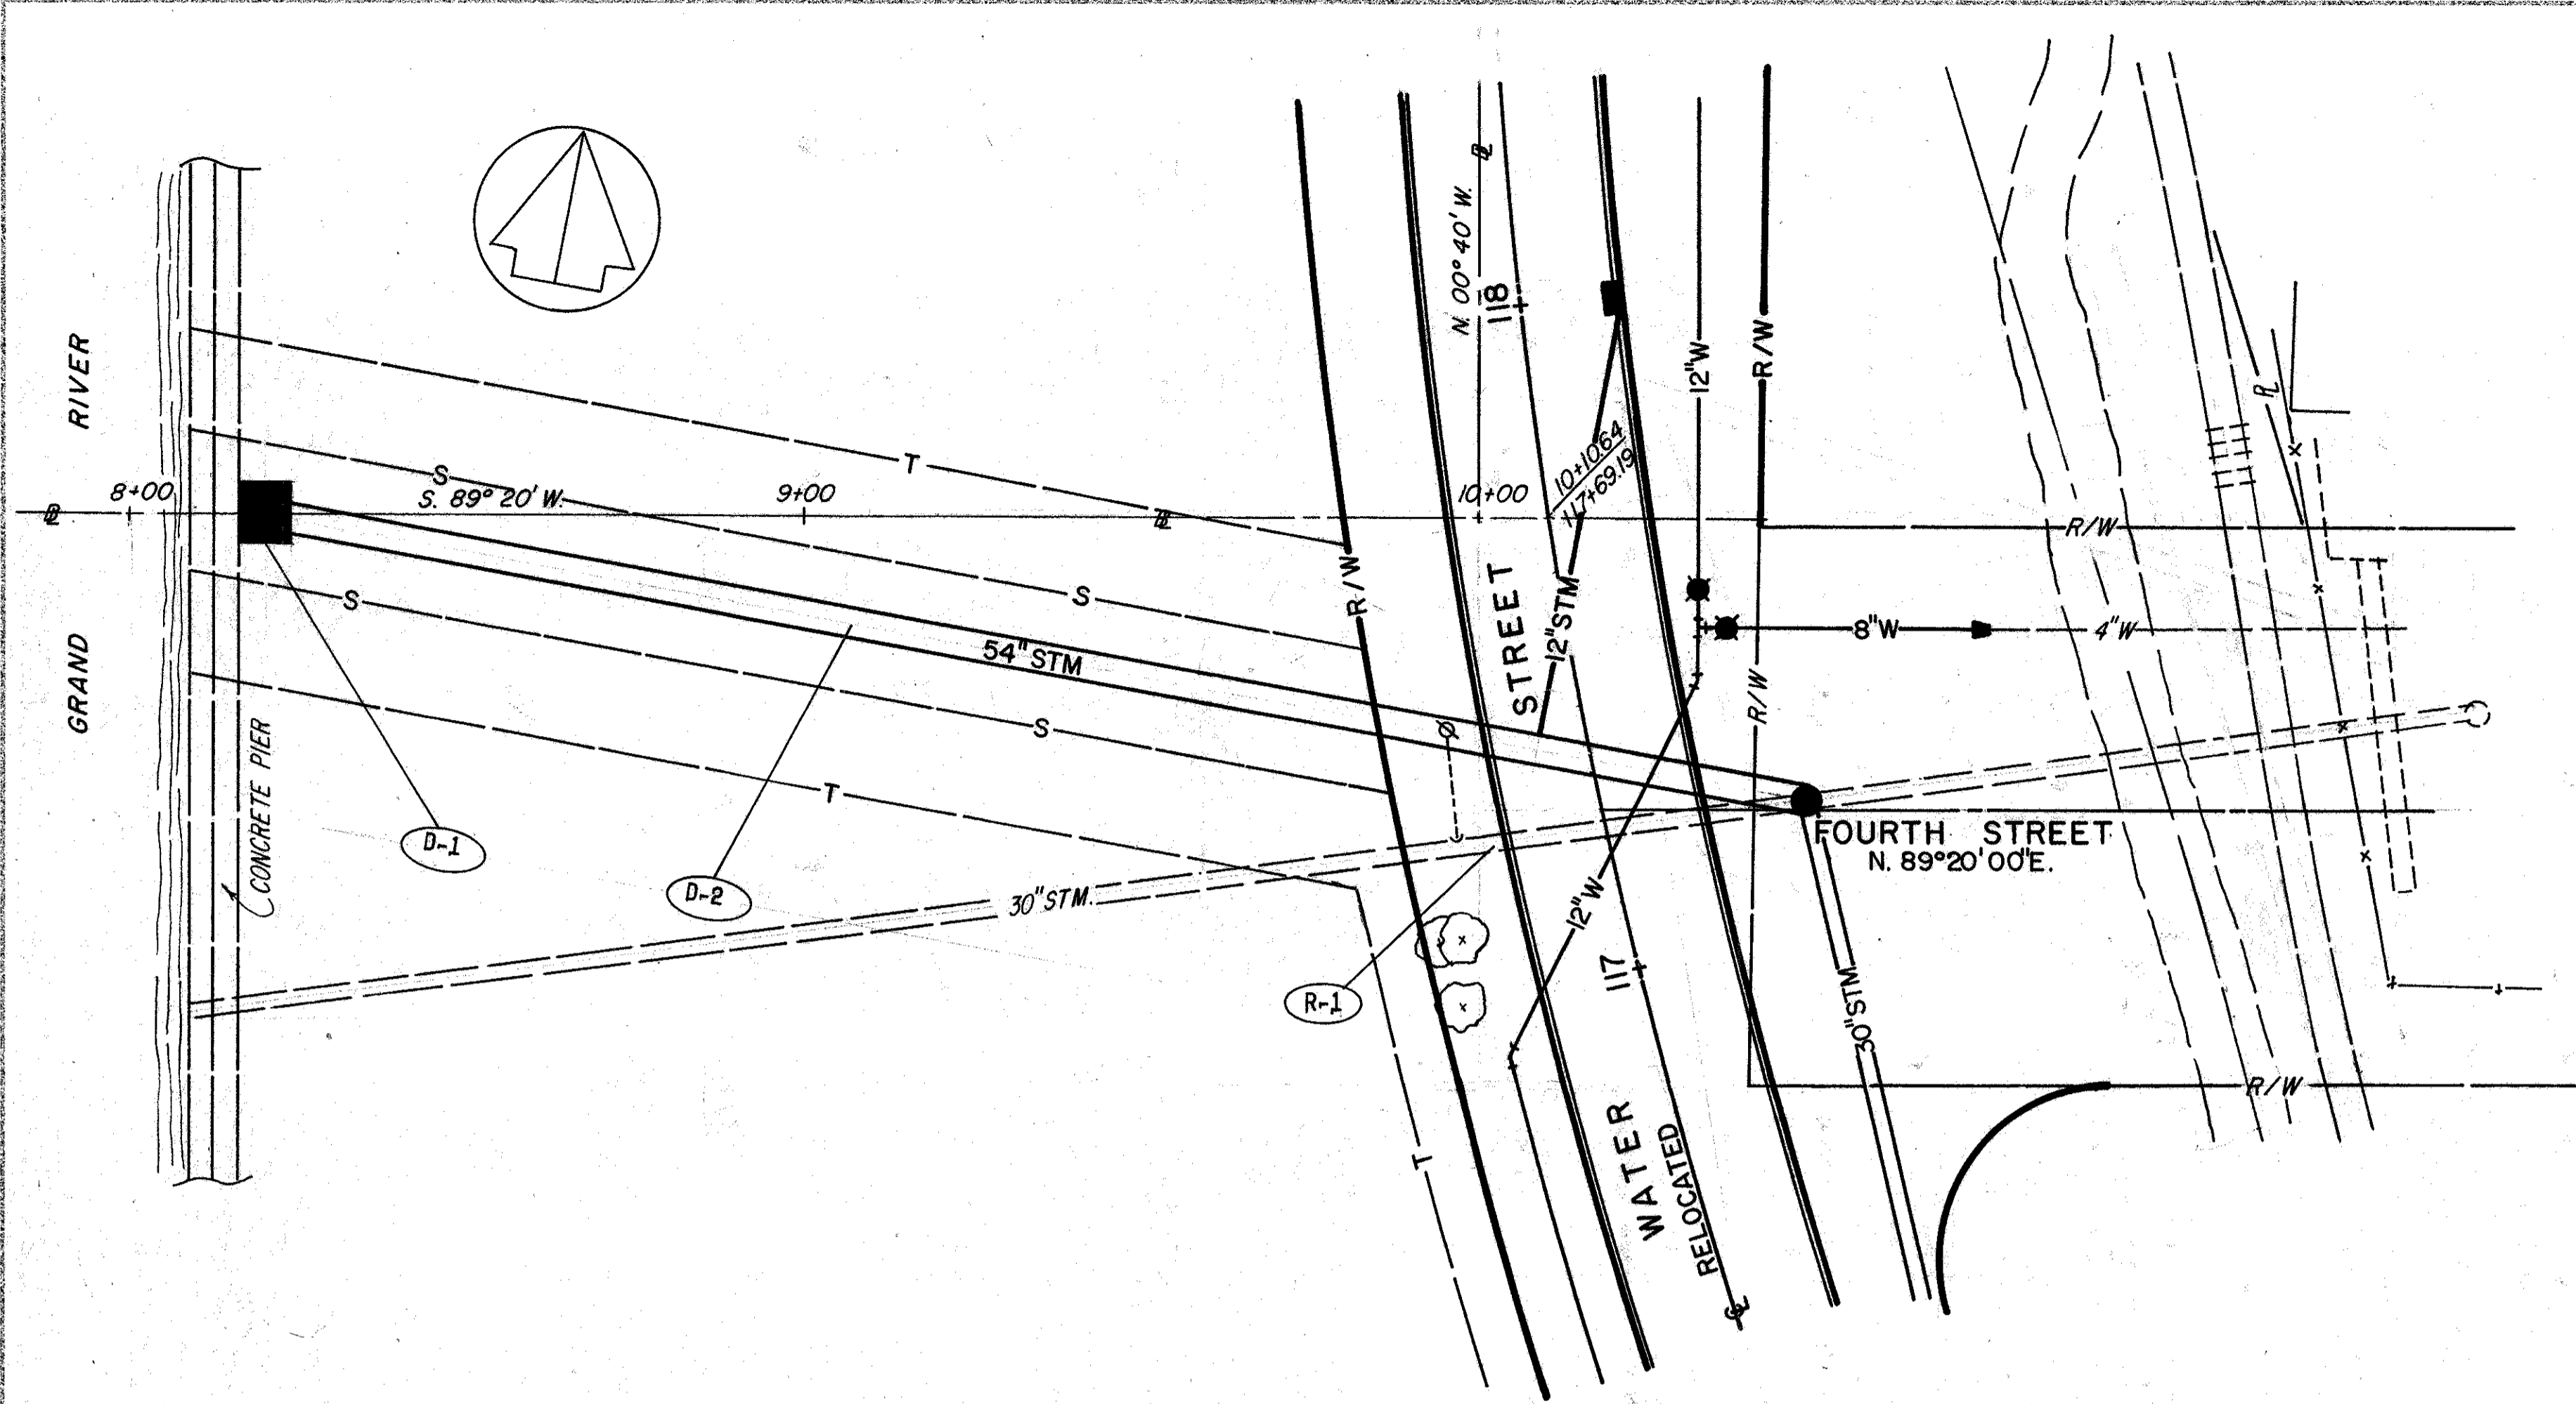 RIVER
GRAND
8+00
S
S. 89° 20' W.
9+00
T
10+00
10+10.64
117+69.19
N. 00° 40' W.
118
12"W
R/W
R/W
R/W
S
S
54" STM
S
T
STREET
12" STM
8"W
4"W
R/W
CONCRETE PIER
D-1
D-2
30" STM.
12"W
FOURTH STREET
N. 89°20'00"E.
R-1
117
30" STM
T
WATER
RELOCATED
R/W